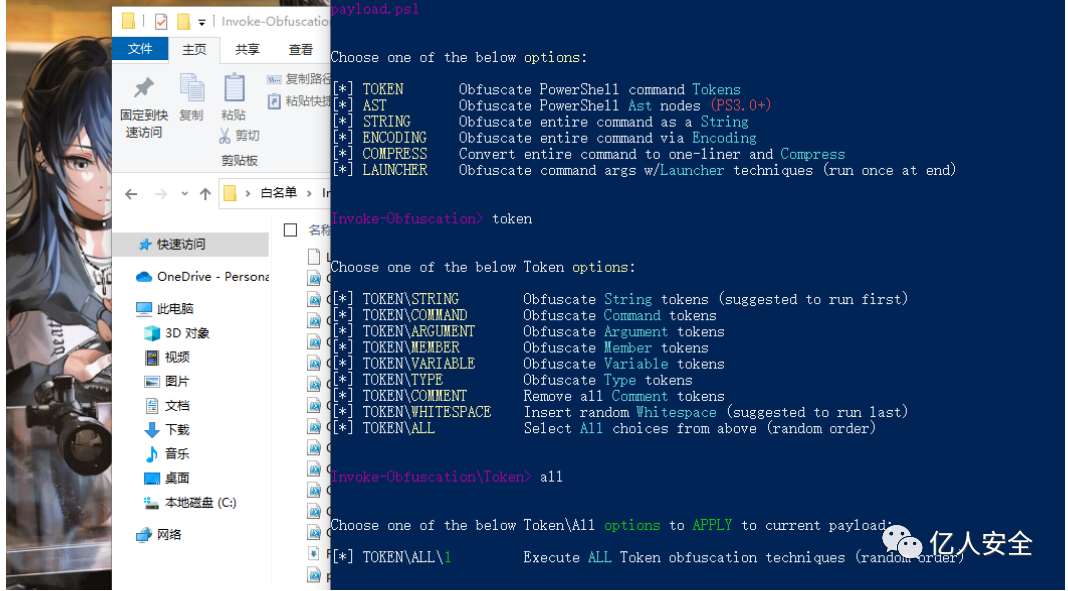 Invoke-Obfuscatio
文件
主页
共享
查看
固定到快
速访问
复制
粘贴
复制路径
粘贴快捷
剪切
剪贴板
白名单
名称
快速访问
OneDrive - Persona
此电脑
3D 对象
视频
图片
文档
下载
音乐
桌面
本地磁盘 (C:)
网络
payload.ps1
Choose one of the below options:
[*] TOKEN Obfuscate PowerShell command Tokens
[*] AST Obfuscate PowerShell Ast nodes (PS3.0+)
[*] STRING Obfuscate entire command as a String
[*] ENCODING Obfuscate entire command via Encoding
[*] COMPRESS Convert entire command to one-liner and Compress
[*] LAUNCHER Obfuscate command args w/Launcher techniques (run once at end)
Invoke-Obfuscation> token
Choose one of the below Token options:
[*] TOKEN\STRING Obfuscate String tokens (suggested to run first)
[*] TOKEN\COMMAND Obfuscate Command tokens
[*] TOKEN\ARGUMENT Obfuscate Argument tokens
[*] TOKEN\MEMBER Obfuscate Member tokens
[*] TOKEN\VARIABLE Obfuscate Variable tokens
[*] TOKEN\TYPE Obfuscate Type tokens
[*] TOKEN\COMMENT Remove all Comment tokens
[*] TOKEN\WHITESPACE Insert random Whitespace (suggested to run last)
[*] TOKEN\ALL Select All choices from above (random order)
Invoke-Obfuscation\Token> all
Choose one of the below Token\All options to APPLY to current payload:
[*] TOKEN\ALL\1 Execute ALL Token obfuscation techniques (random order)
亿人安全